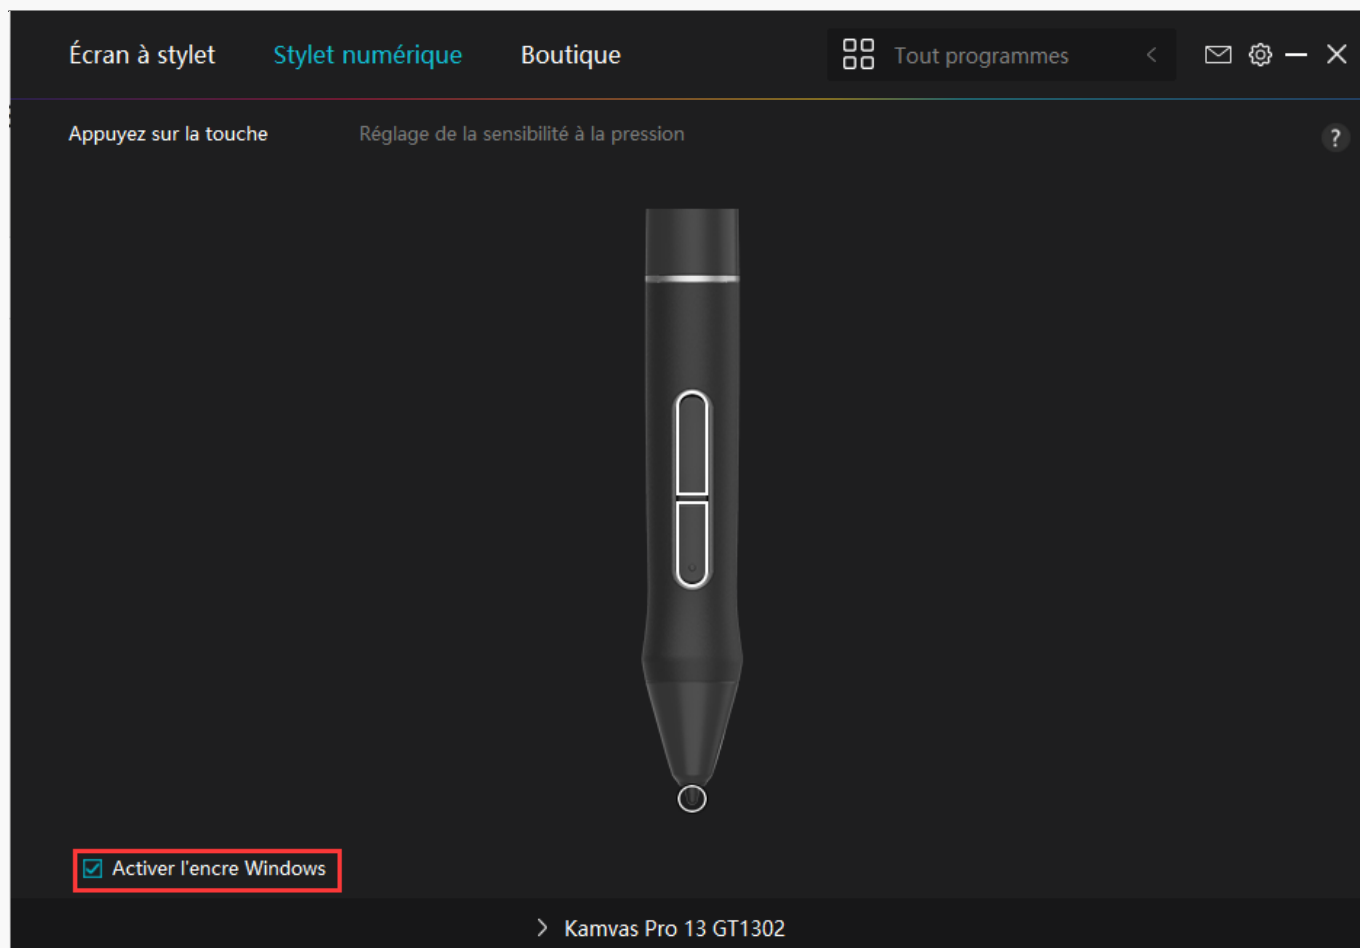 Écran à stylet Stylet numérique Boutique Tout programmes
Appuyez sur la touche Réglage de la sensibilité à la pression ?
Activer l'encre Windows
Kamvas Pro 13 GT1302